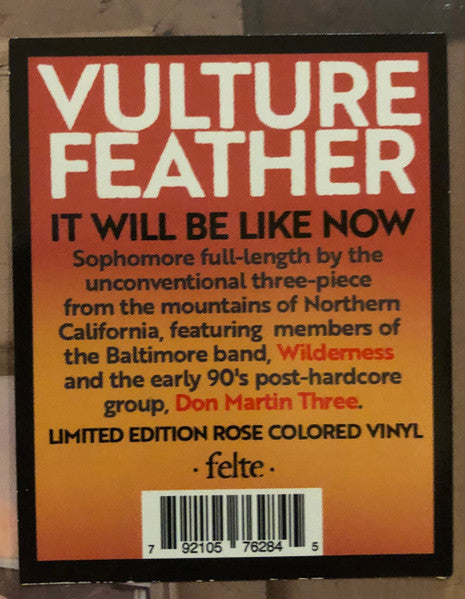 VULTURE
FEATHER
IT WILL BE LIKE NOW
Sophomore full-length by the
unconventional three-piece
from the mountains of Northern
California, featuring members of
the Baltimore band, Wilderness
and the early 90's post-hardcore
group, Don Martin Three.
LIMITED EDITION ROSE COLORED VINYL
· felte ·
7 92105 76284 5